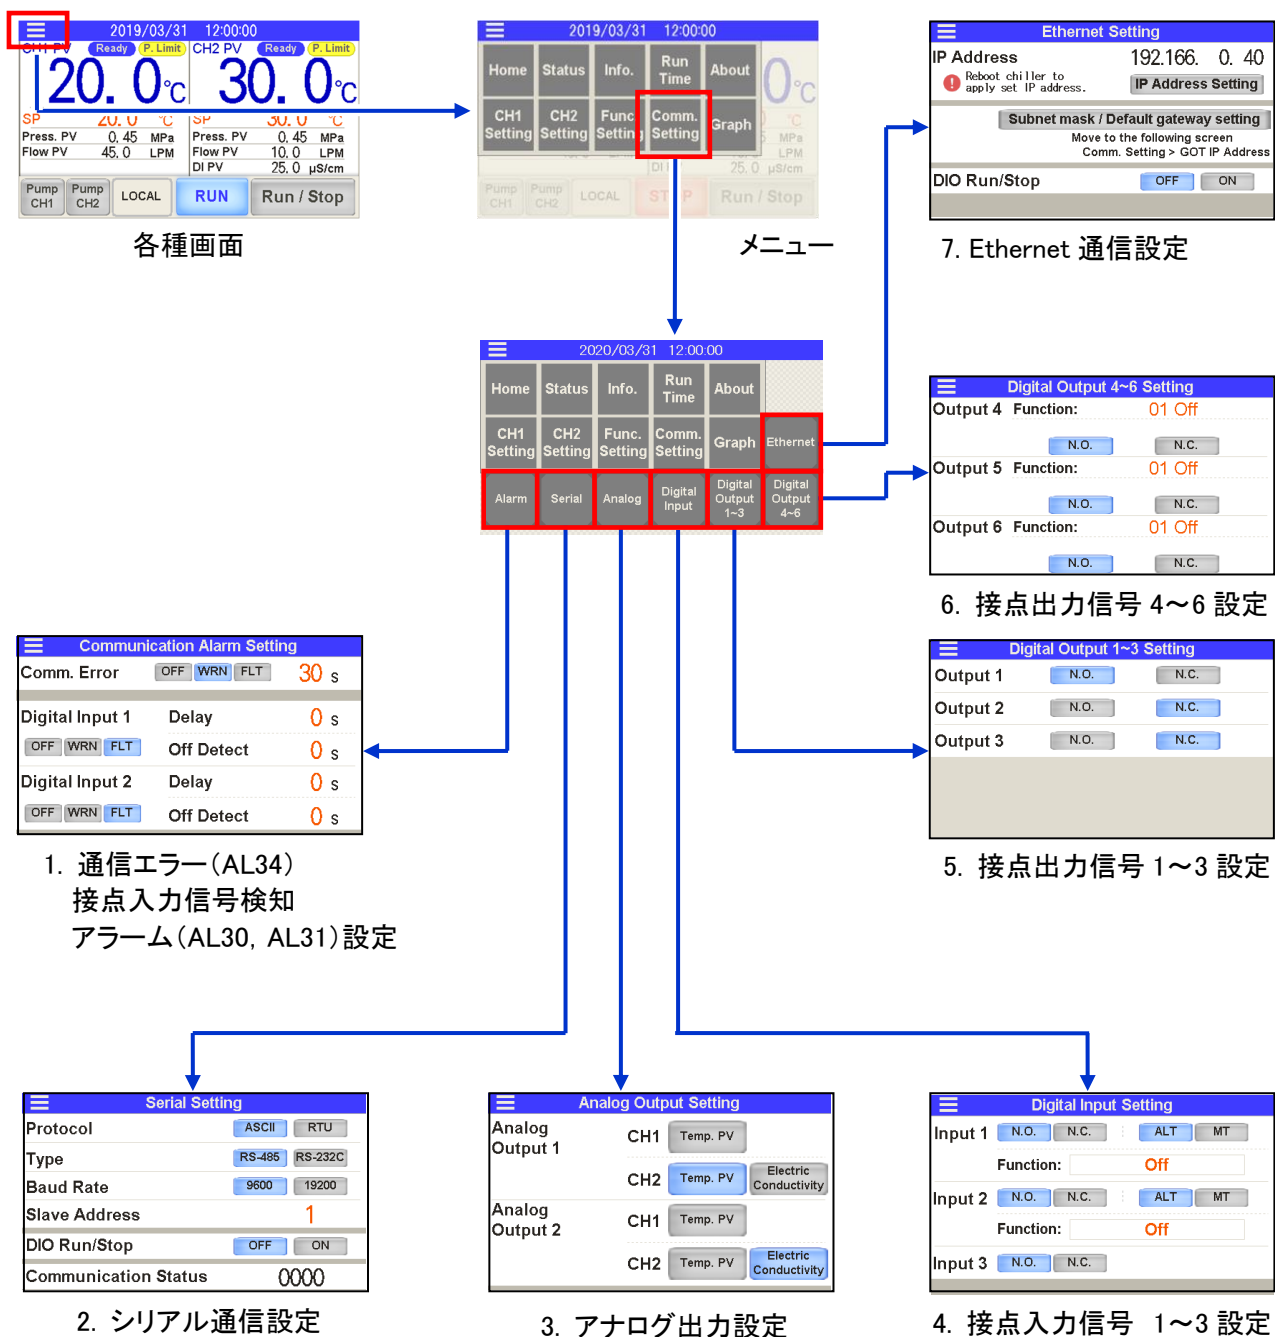 2019/03/31 12:00:00
CH1 PV Ready P. Limit CH2 PV Ready P. Limit
20. 0 ℃ 30. 0 ℃
SP 20. 0 ℃ SP 30. 0 ℃
Press. PV 0. 45 MPa Press. PV 0. 45 MPa
Flow PV 45. 0 LPM Flow PV 10. 0 LPM
DI PV 25. 0 μS/cm
Pump CH1 Pump CH2 LOCAL RUN Run / Stop
各種画面
2019/03/31 12:00:00
Home Status Info. Run Time About
CH1 Setting CH2 Setting Func. Setting Comm. Setting Graph
0 ℃
℃
MPa
LPM
DI 25. 0 μS/cm
Pump CH1 Pump CH2 LOCAL ST P Run / Stop
メニュー
Ethernet Setting
IP Address 192.166. 0. 40
Reboot chiller to
apply set IP address.
IP Address Setting
Subnet mask / Default gateway setting
Move to the following screen
Comm. Setting > GOT IP Address
DIO Run/Stop OFF ON
7. Ethernet 通信設定
2020/03/31 12:00:00
Home Status Info. Run Time About
CH1 Setting CH2 Setting Func. Setting Comm. Setting Graph Ethernet
Alarm Serial Analog Digital Input Digital Output 1~3 Digital Output 4~6
Digital Output 4~6 Setting
Output 4 Function: 01 Off
N.O. N.C.
Output 5 Function: 01 Off
N.O. N.C.
Output 6 Function: 01 Off
N.O. N.C.
6. 接点出力信号 4～6 設定
Communication Alarm Setting
Comm. Error OFF WRN FLT 30 s
Digital Input 1 Delay 0 s
OFF WRN FLT Off Detect 0 s
Digital Input 2 Delay 0 s
OFF WRN FLT Off Detect 0 s
1. 通信エラー（AL34）
接点入力信号検知
アラーム（AL30, AL31）設定
Digital Output 1~3 Setting
Output 1 N.O. N.C.
Output 2 N.O. N.C.
Output 3 N.O. N.C.
5. 接点出力信号 1～3 設定
Serial Setting
Protocol ASCII RTU
Type RS-485 RS-232C
Baud Rate 9600 19200
Slave Address 1
DIO Run/Stop OFF ON
Communication Status 0000
2. シリアル通信設定
Analog Output Setting
Analog Output 1 CH1 Temp. PV
CH2 Temp. PV Electric Conductivity
Analog Output 2 CH1 Temp. PV
CH2 Temp. PV Electric Conductivity
3. アナログ出力設定
Digital Input Setting
Input 1 N.O. N.C. ALT MT
Function: Off
Input 2 N.O. N.C. ALT MT
Function: Off
Input 3 N.O. N.C.
4. 接点入力信号 1～3 設定